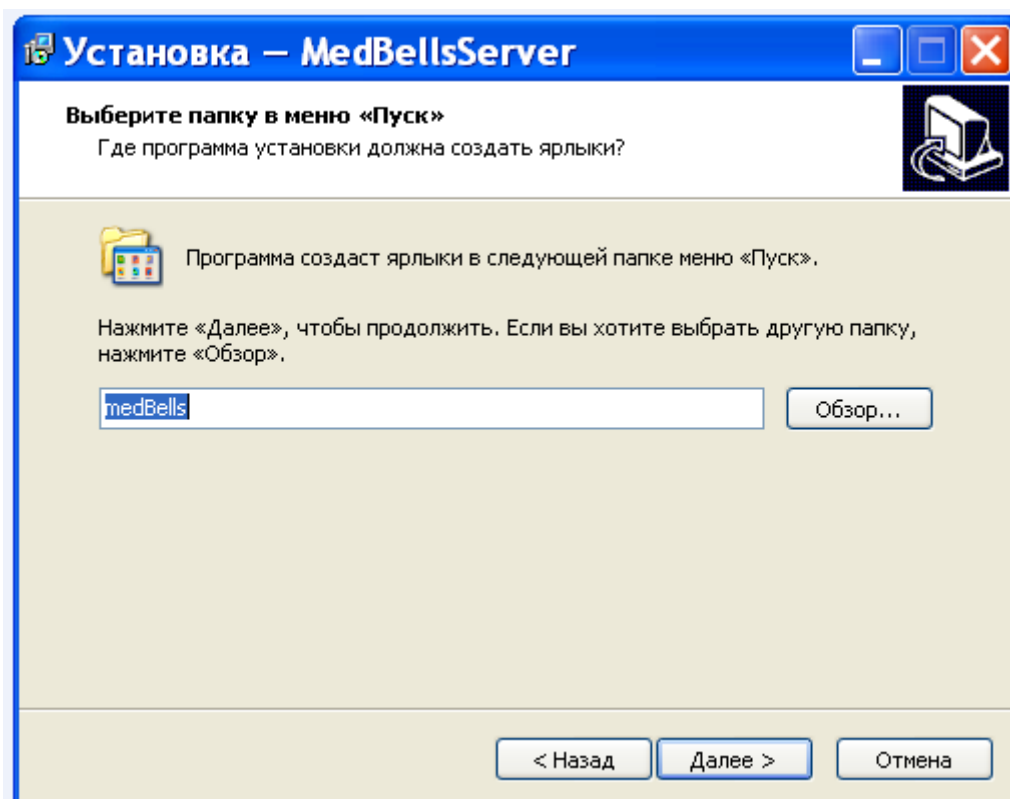 Установка — MedBellsServer
Выберите папку в меню «Пуск»
Где программа установки должна создать ярлыки?
Программа создаст ярлыки в следующей папке меню «Пуск».
Нажмите «Далее», чтобы продолжить. Если вы хотите выбрать другую папку,
нажмите «Обзор».
medBells
Обзор...
< Назад
Далее >
Отмена